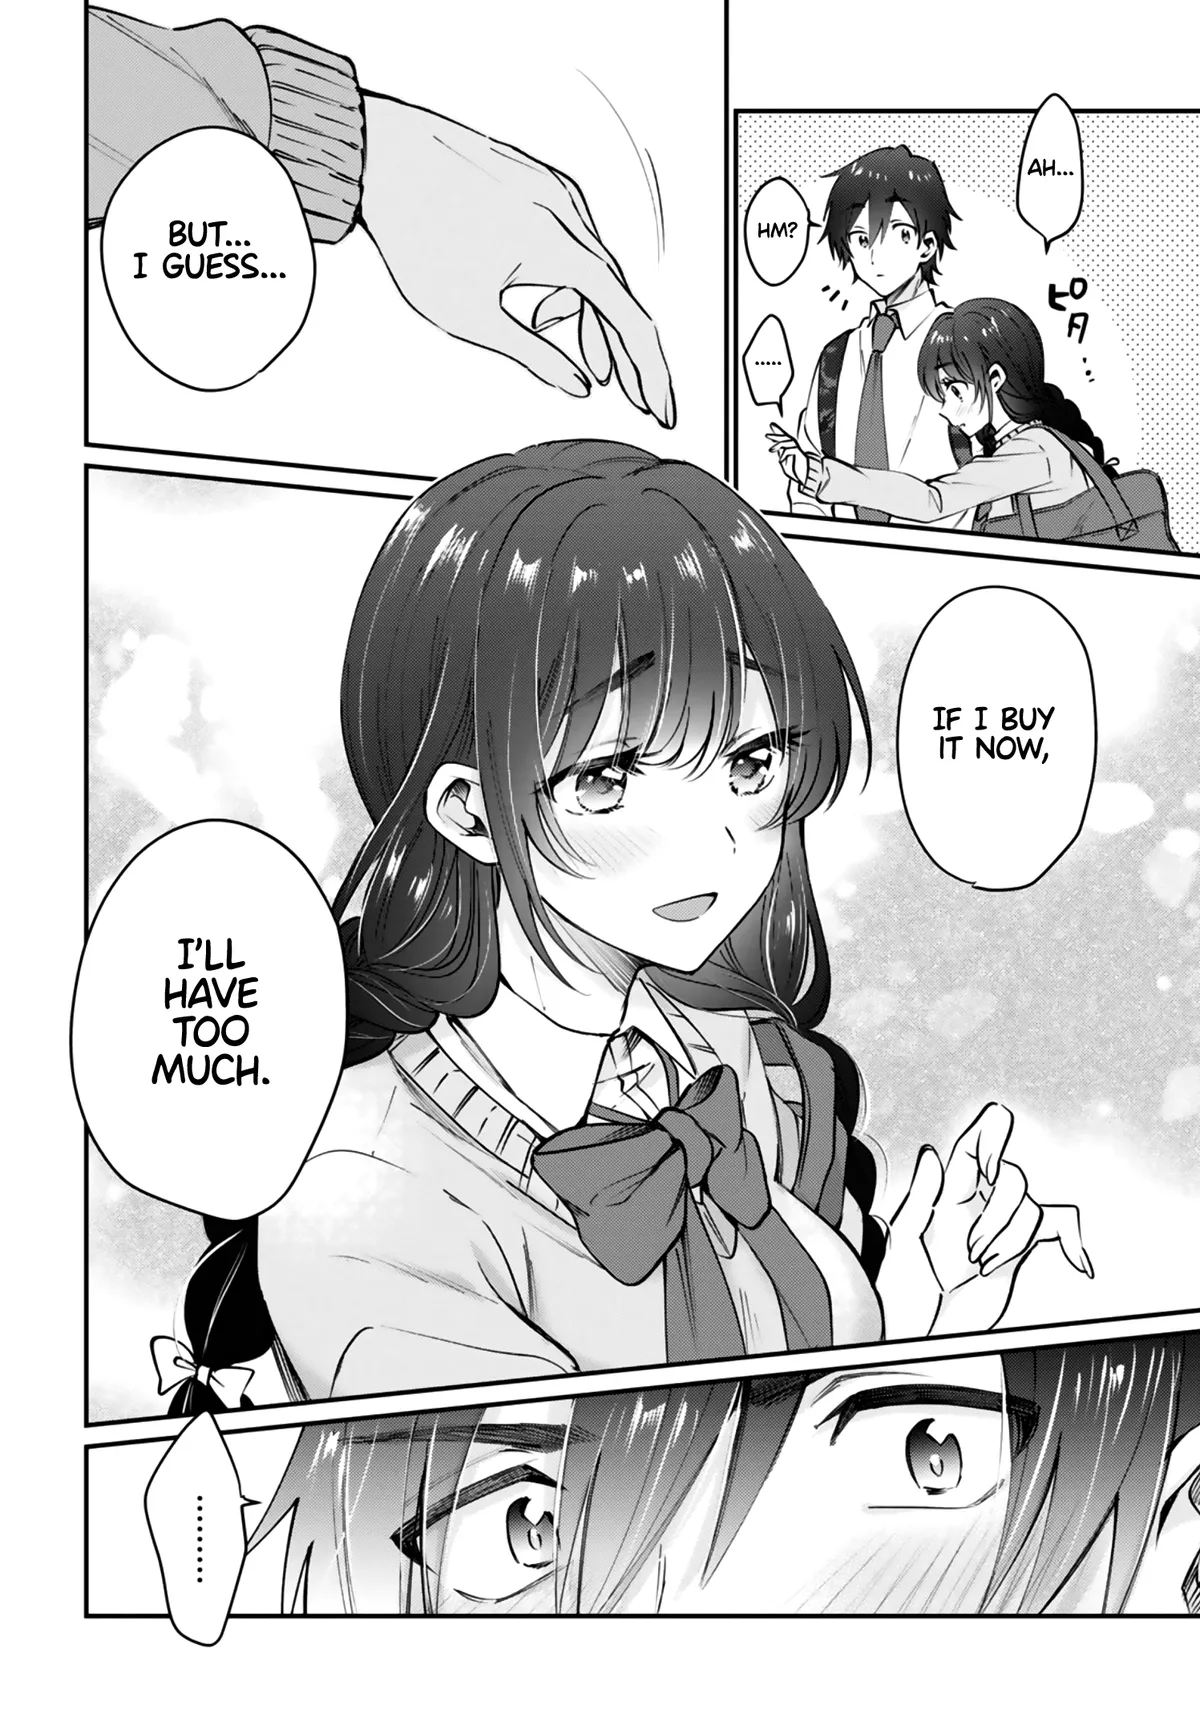 AH...
HM?
ピタ...
......
BUT...
I GUESS...
IF I BUY
IT NOW,
I'LL
HAVE
TOO
MUCH.
.........